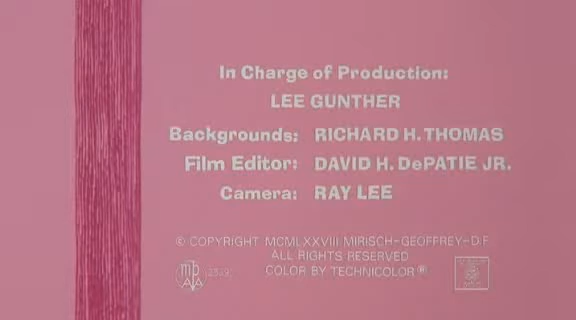 In Charge of Production:
LEE GUNTHER
Backgrounds: RICHARD H. THOMAS
Film Editor: DAVID H. DePATIE JR.
Camera: RAY LEE
© COPYRIGHT MCMLXXVIII MIRISCH-GEOFFREY-D.F.
ALL RIGHTS RESERVED
COLOR BY TECHNICOLOR®